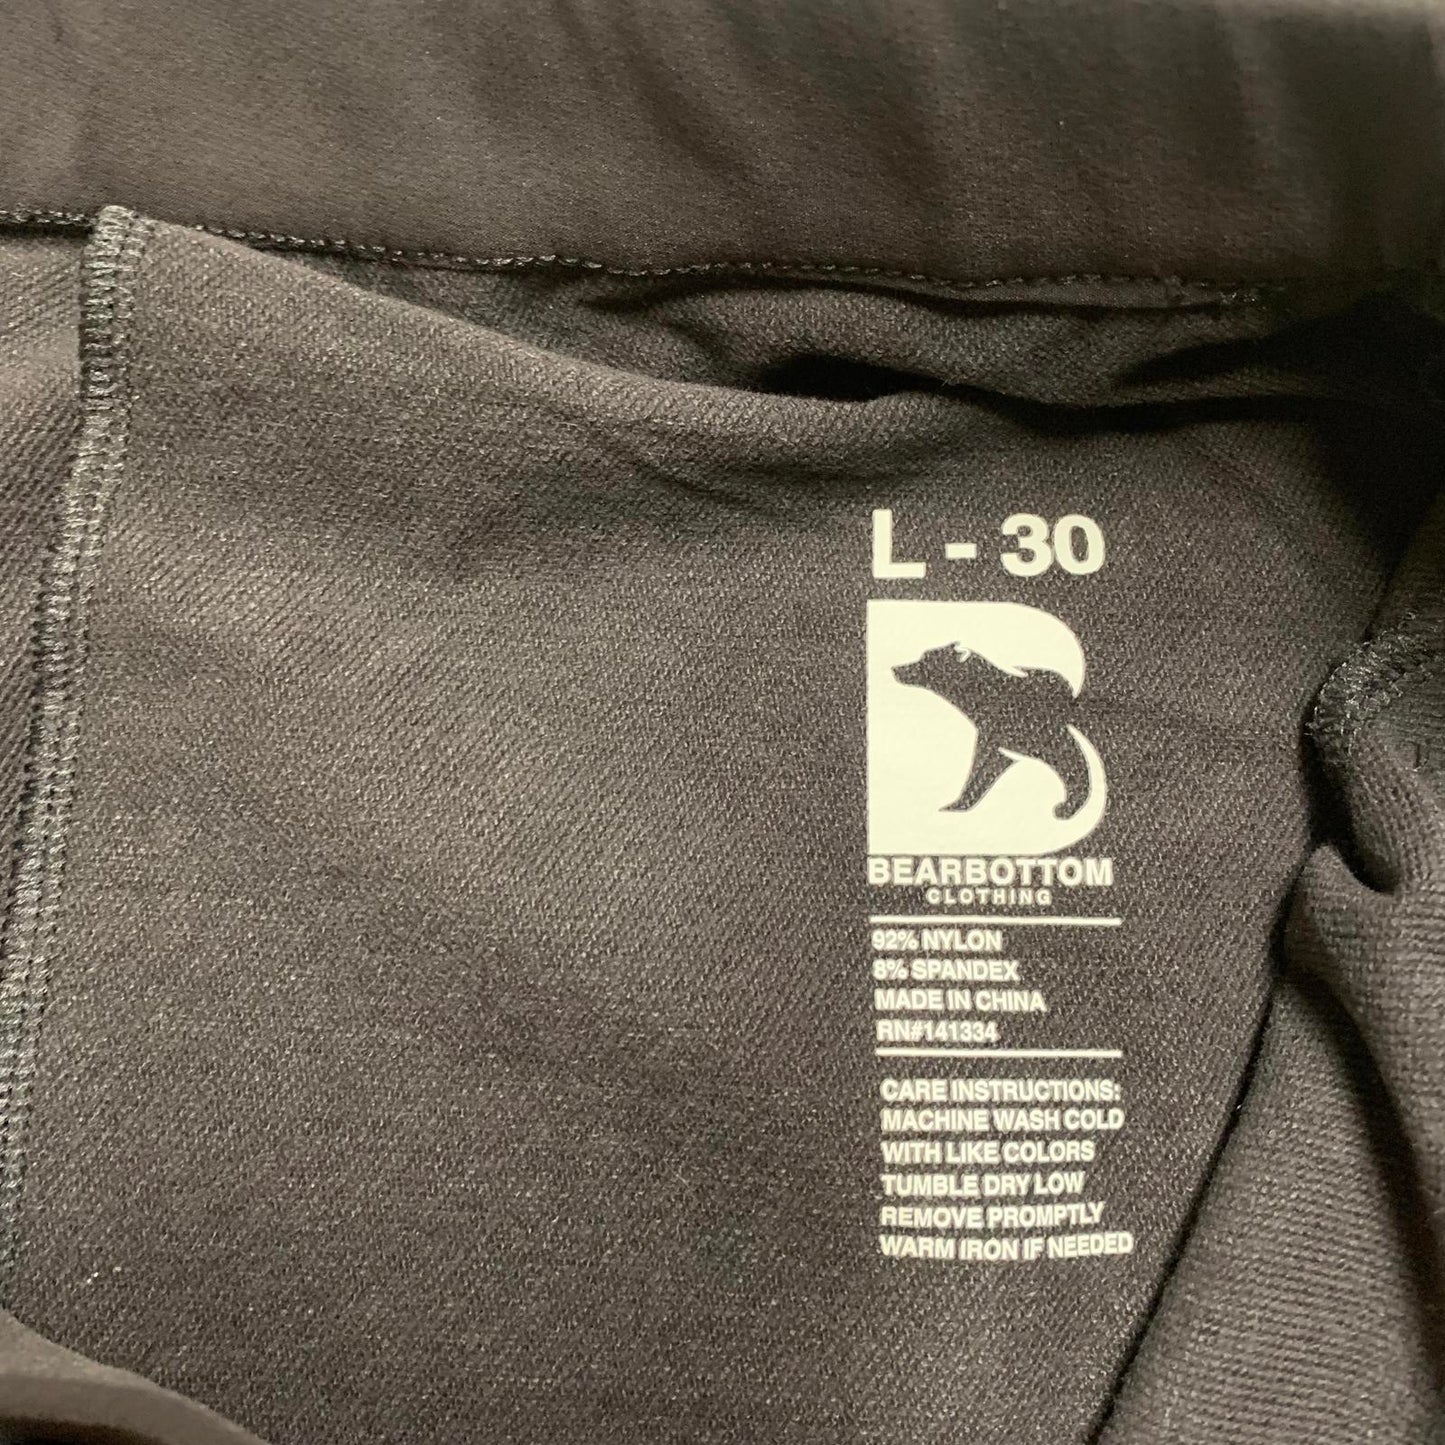 L - 30
BEARBOTTOM
CLOTHING
92% NYLON
8% SPANDEX
MADE IN CHINA
RN#141334
CARE INSTRUCTIONS:
MACHINE WASH COLD
WITH LIKE COLORS
TUMBLE DRY LOW
REMOVE PROMPTLY
WARM IRON IF NEEDED